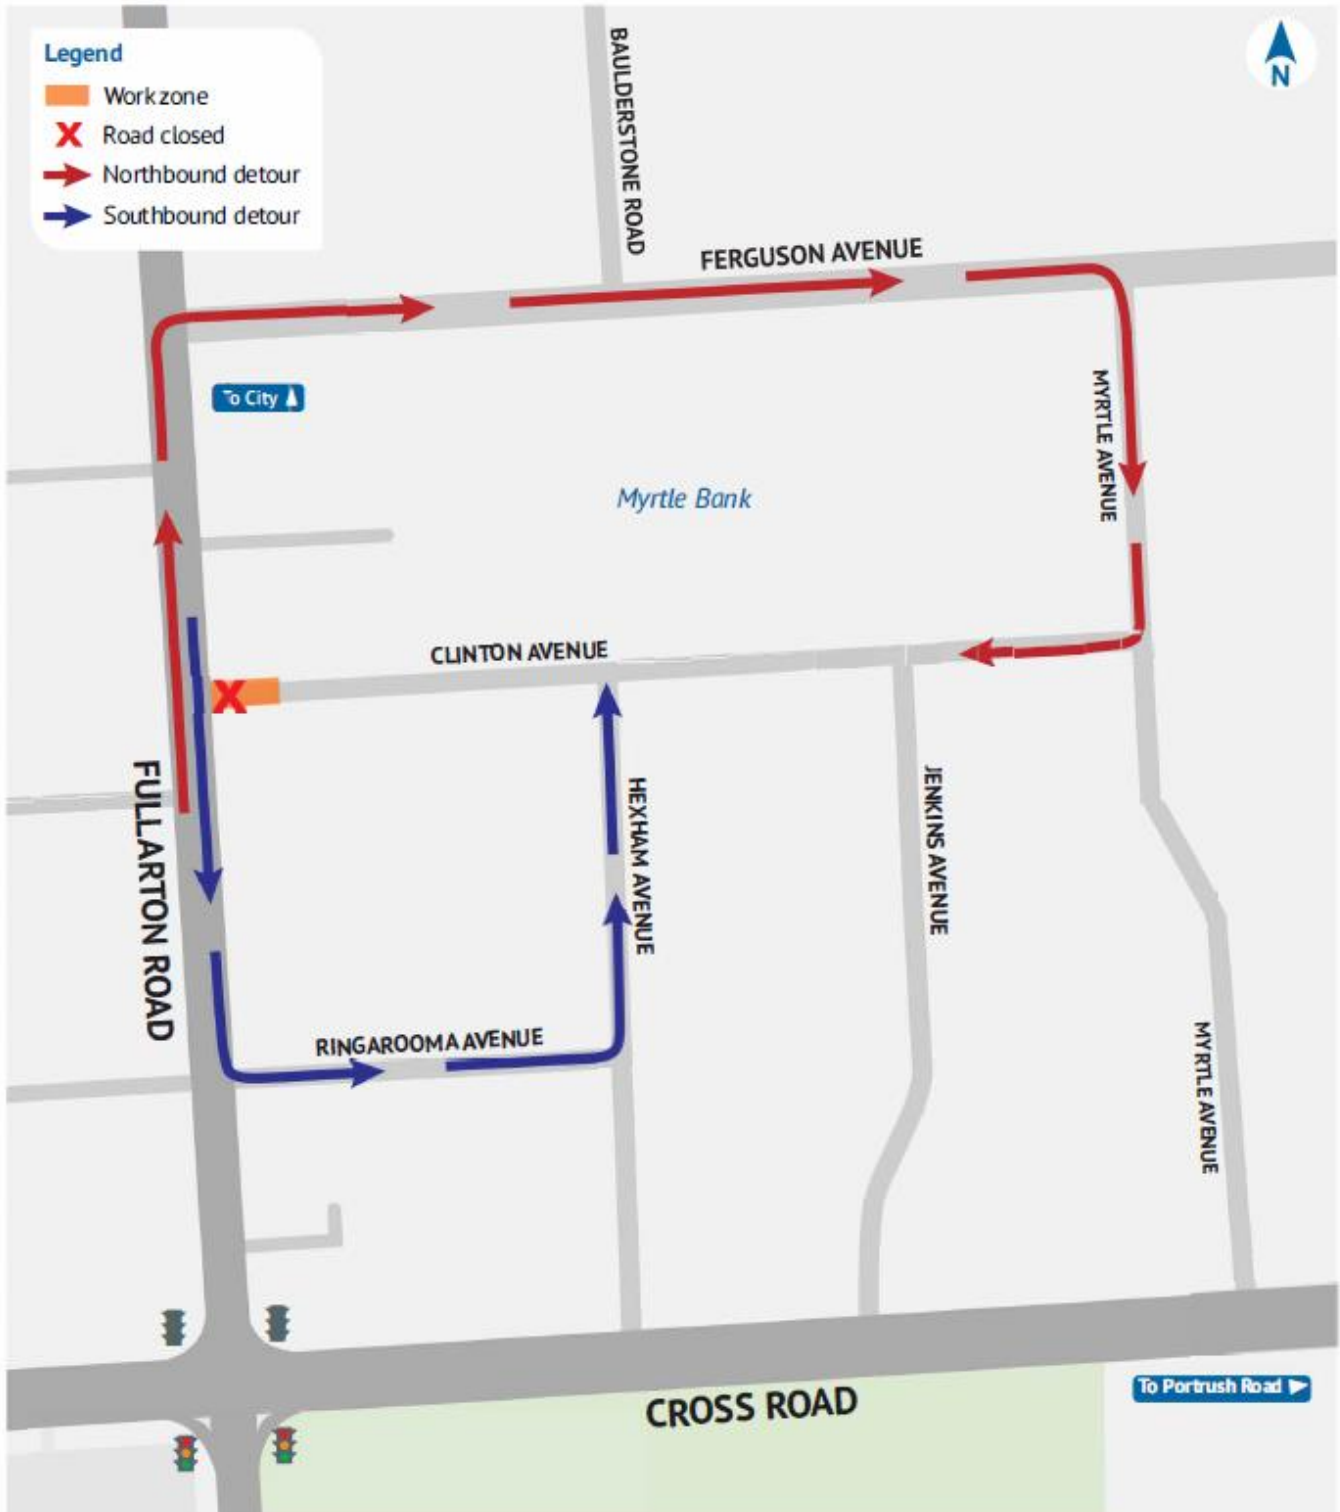 Legend
Work zone
X Road closed
Northbound detour
Southbound detour
N
BAULDERSTONE ROAD
FERGUSON AVENUE
To City
MYRTLE AVENUE
Myrtle Bank
CLINTON AVENUE
X
FULLARTON ROAD
HEXHAM AVENUE
JENKINS AVENUE
RINGAROOMA AVENUE
MYRTLE AVENUE
CROSS ROAD
To Portrush Road